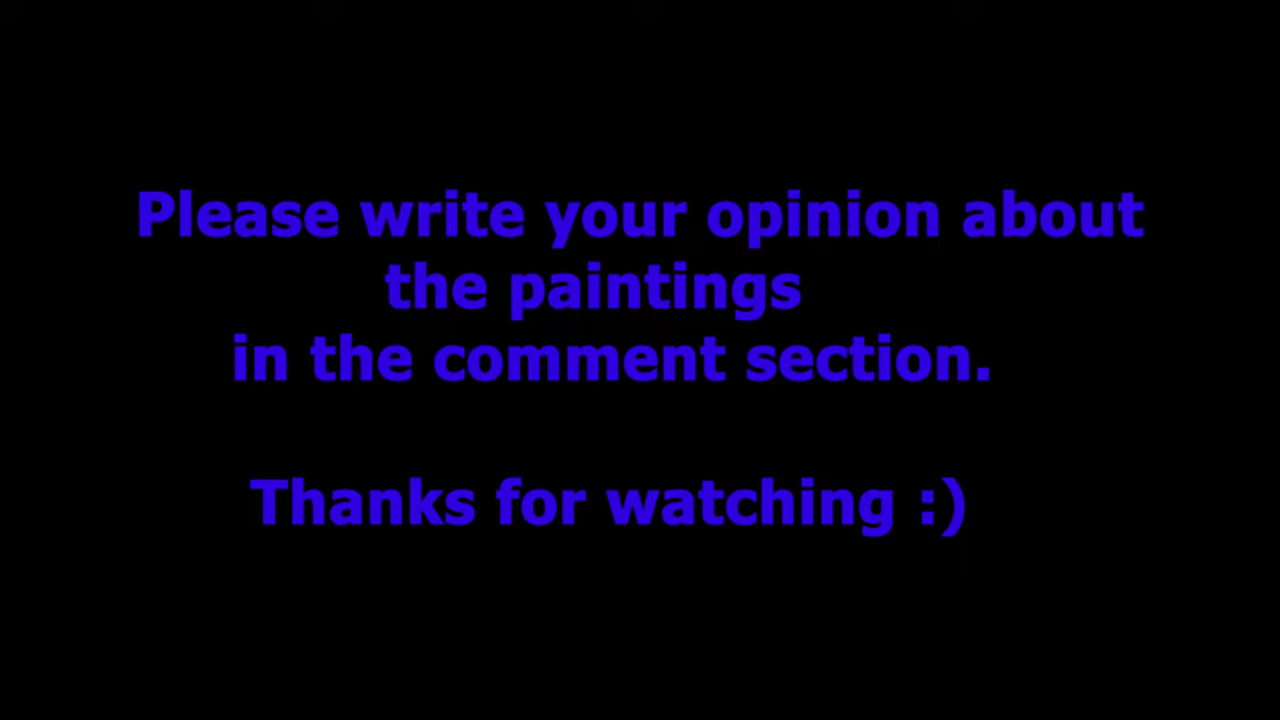 Please write your opinion about
the paintings
in the comment section.
Thanks for watching :)